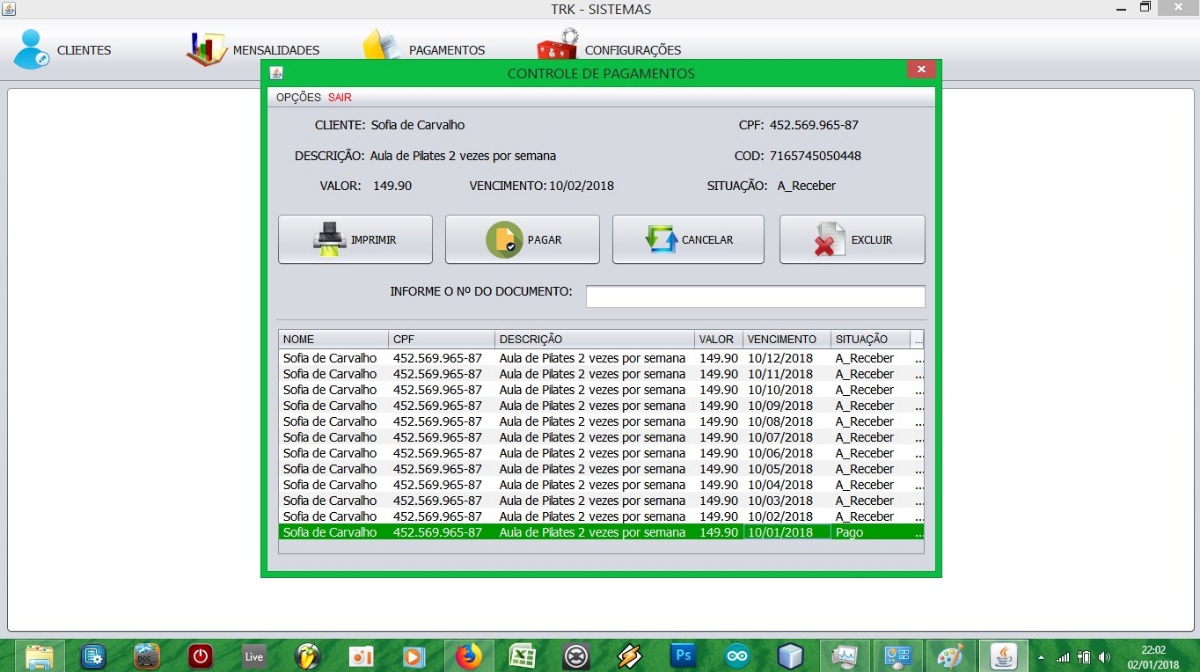 TRK - SISTEMAS
CLIENTES MENSALIDADES PAGAMENTOS CONFIGURAÇÕES
CONTROLE DE PAGAMENTOS
OPÇÕES SAIR
CLIENTE: Sofia de Carvalho CPF: 452.569.965-87
DESCRIÇÃO: Aula de Pilates 2 vezes por semana COD: 7165745050448
VALOR: 149.90 VENCIMENTO: 10/02/2018 SITUAÇÃO: A_Receber
IMPRIMIR PAGAR CANCELAR EXCLUIR
INFORME O Nº DO DOCUMENTO:
NOME CPF DESCRIÇÃO VALOR VENCIMENTO SITUAÇÃO ...
Sofia de Carvalho 452.569.965-87 Aula de Pilates 2 vezes por semana 149.90 10/12/2018 A_Receber ...
Sofia de Carvalho 452.569.965-87 Aula de Pilates 2 vezes por semana 149.90 10/11/2018 A_Receber ...
Sofia de Carvalho 452.569.965-87 Aula de Pilates 2 vezes por semana 149.90 10/10/2018 A_Receber ...
Sofia de Carvalho 452.569.965-87 Aula de Pilates 2 vezes por semana 149.90 10/09/2018 A_Receber ...
Sofia de Carvalho 452.569.965-87 Aula de Pilates 2 vezes por semana 149.90 10/08/2018 A_Receber ...
Sofia de Carvalho 452.569.965-87 Aula de Pilates 2 vezes por semana 149.90 10/07/2018 A_Receber ...
Sofia de Carvalho 452.569.965-87 Aula de Pilates 2 vezes por semana 149.90 10/06/2018 A_Receber ...
Sofia de Carvalho 452.569.965-87 Aula de Pilates 2 vezes por semana 149.90 10/05/2018 A_Receber ...
Sofia de Carvalho 452.569.965-87 Aula de Pilates 2 vezes por semana 149.90 10/04/2018 A_Receber ...
Sofia de Carvalho 452.569.965-87 Aula de Pilates 2 vezes por semana 149.90 10/03/2018 A_Receber ...
Sofia de Carvalho 452.569.965-87 Aula de Pilates 2 vezes por semana 149.90 10/02/2018 A_Receber ...
Sofia de Carvalho 452.569.965-87 Aula de Pilates 2 vezes por semana 149.90 10/01/2018 Pago ...
Live Ps 22:02
02/01/2018